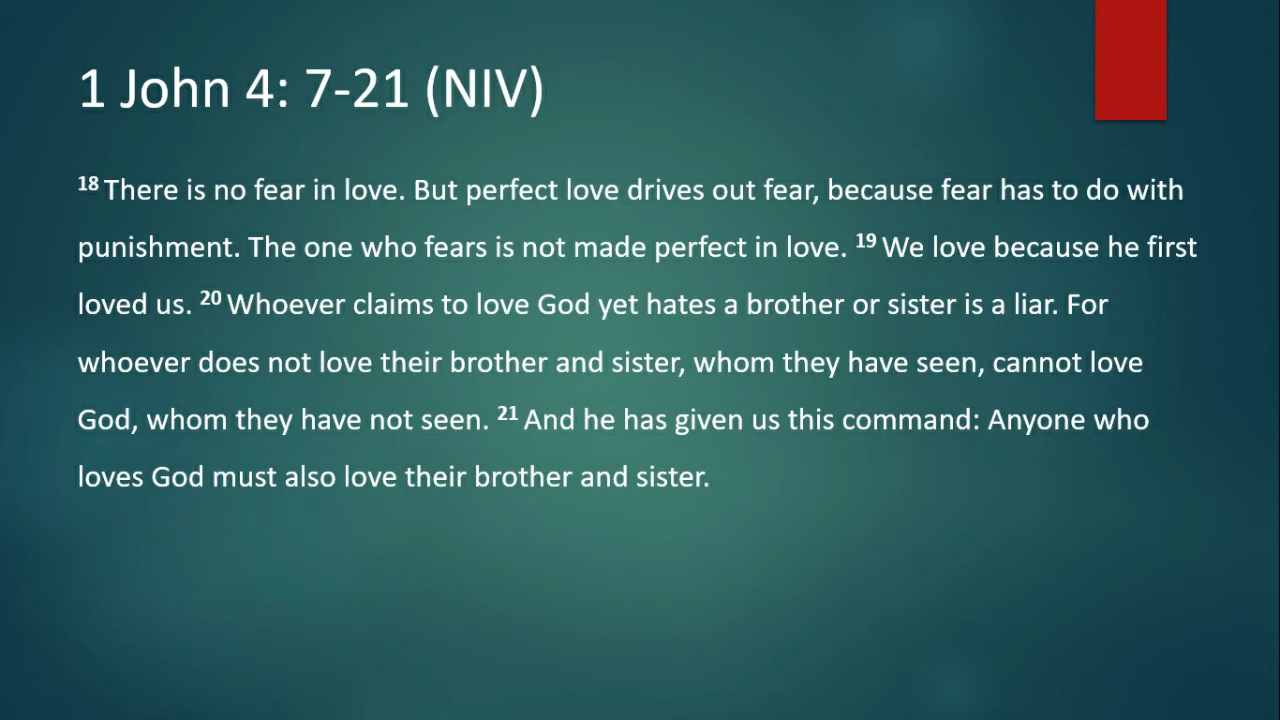 1 John 4: 7-21 (NIV)
18 There is no fear in love. But perfect love drives out fear, because fear has to do with
punishment. The one who fears is not made perfect in love. 19 We love because he first
loved us. 20 Whoever claims to love God yet hates a brother or sister is a liar. For
whoever does not love their brother and sister, whom they have seen, cannot love
God, whom they have not seen. 21 And he has given us this command: Anyone who
loves God must also love their brother and sister.